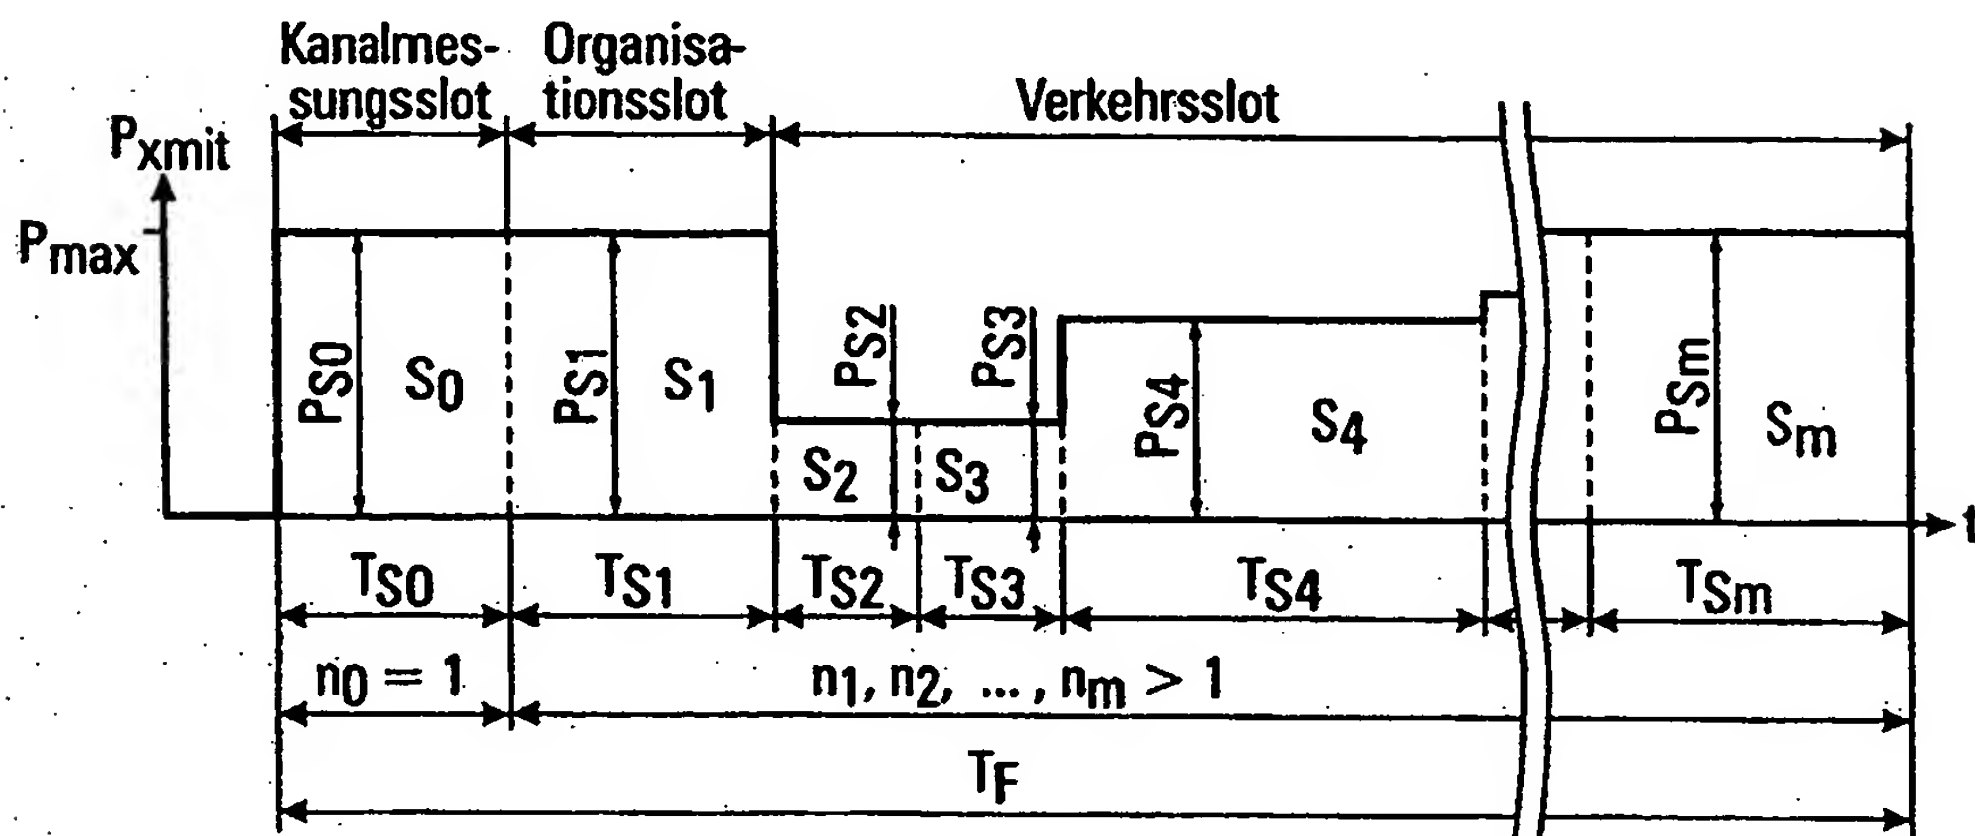 Kanalmes-
sungsslot
Organisa-
tionsslot
Verkehrsslot
Pxmit
Pmax
PS0
S0
PS1
S1
PS2
S2
PS3
S3
PS4
S4
PSm
Sm
t
TS0
TS1
TS2
TS3
TS4
TSm
n0 = 1
n1, n2, ... , nm > 1
TF